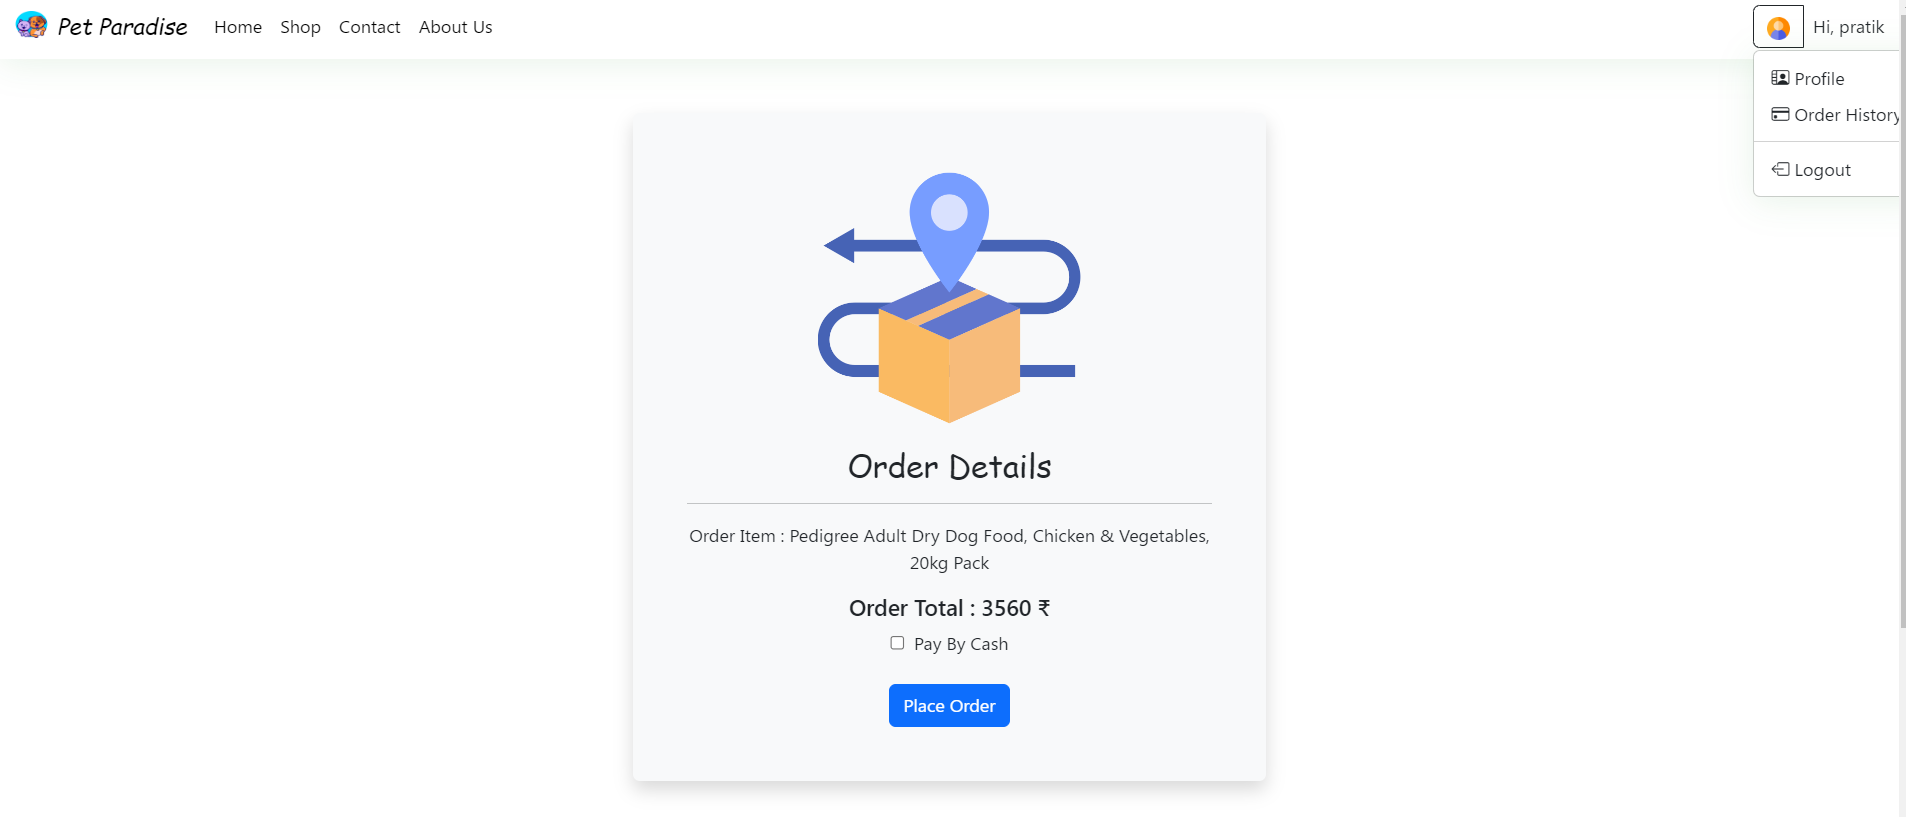 Pet Paradise
Home Shop Contact About Us
Hi, pratik
Profile
Order History
Logout
Order Details
Order Item : Pedigree Adult Dry Dog Food, Chicken & Vegetables,
20kg Pack
Order Total : 3560 ₹
Pay By Cash
Place Order